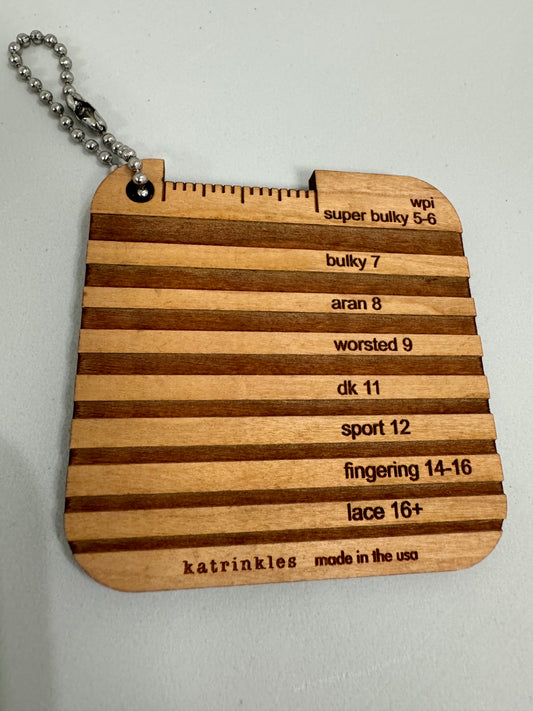 wpi
super bulky 5-6
bulky 7
aran 8
worsted 9
dk 11
sport 12
fingering 14-16
lace 16+
katrinkles made in the usa